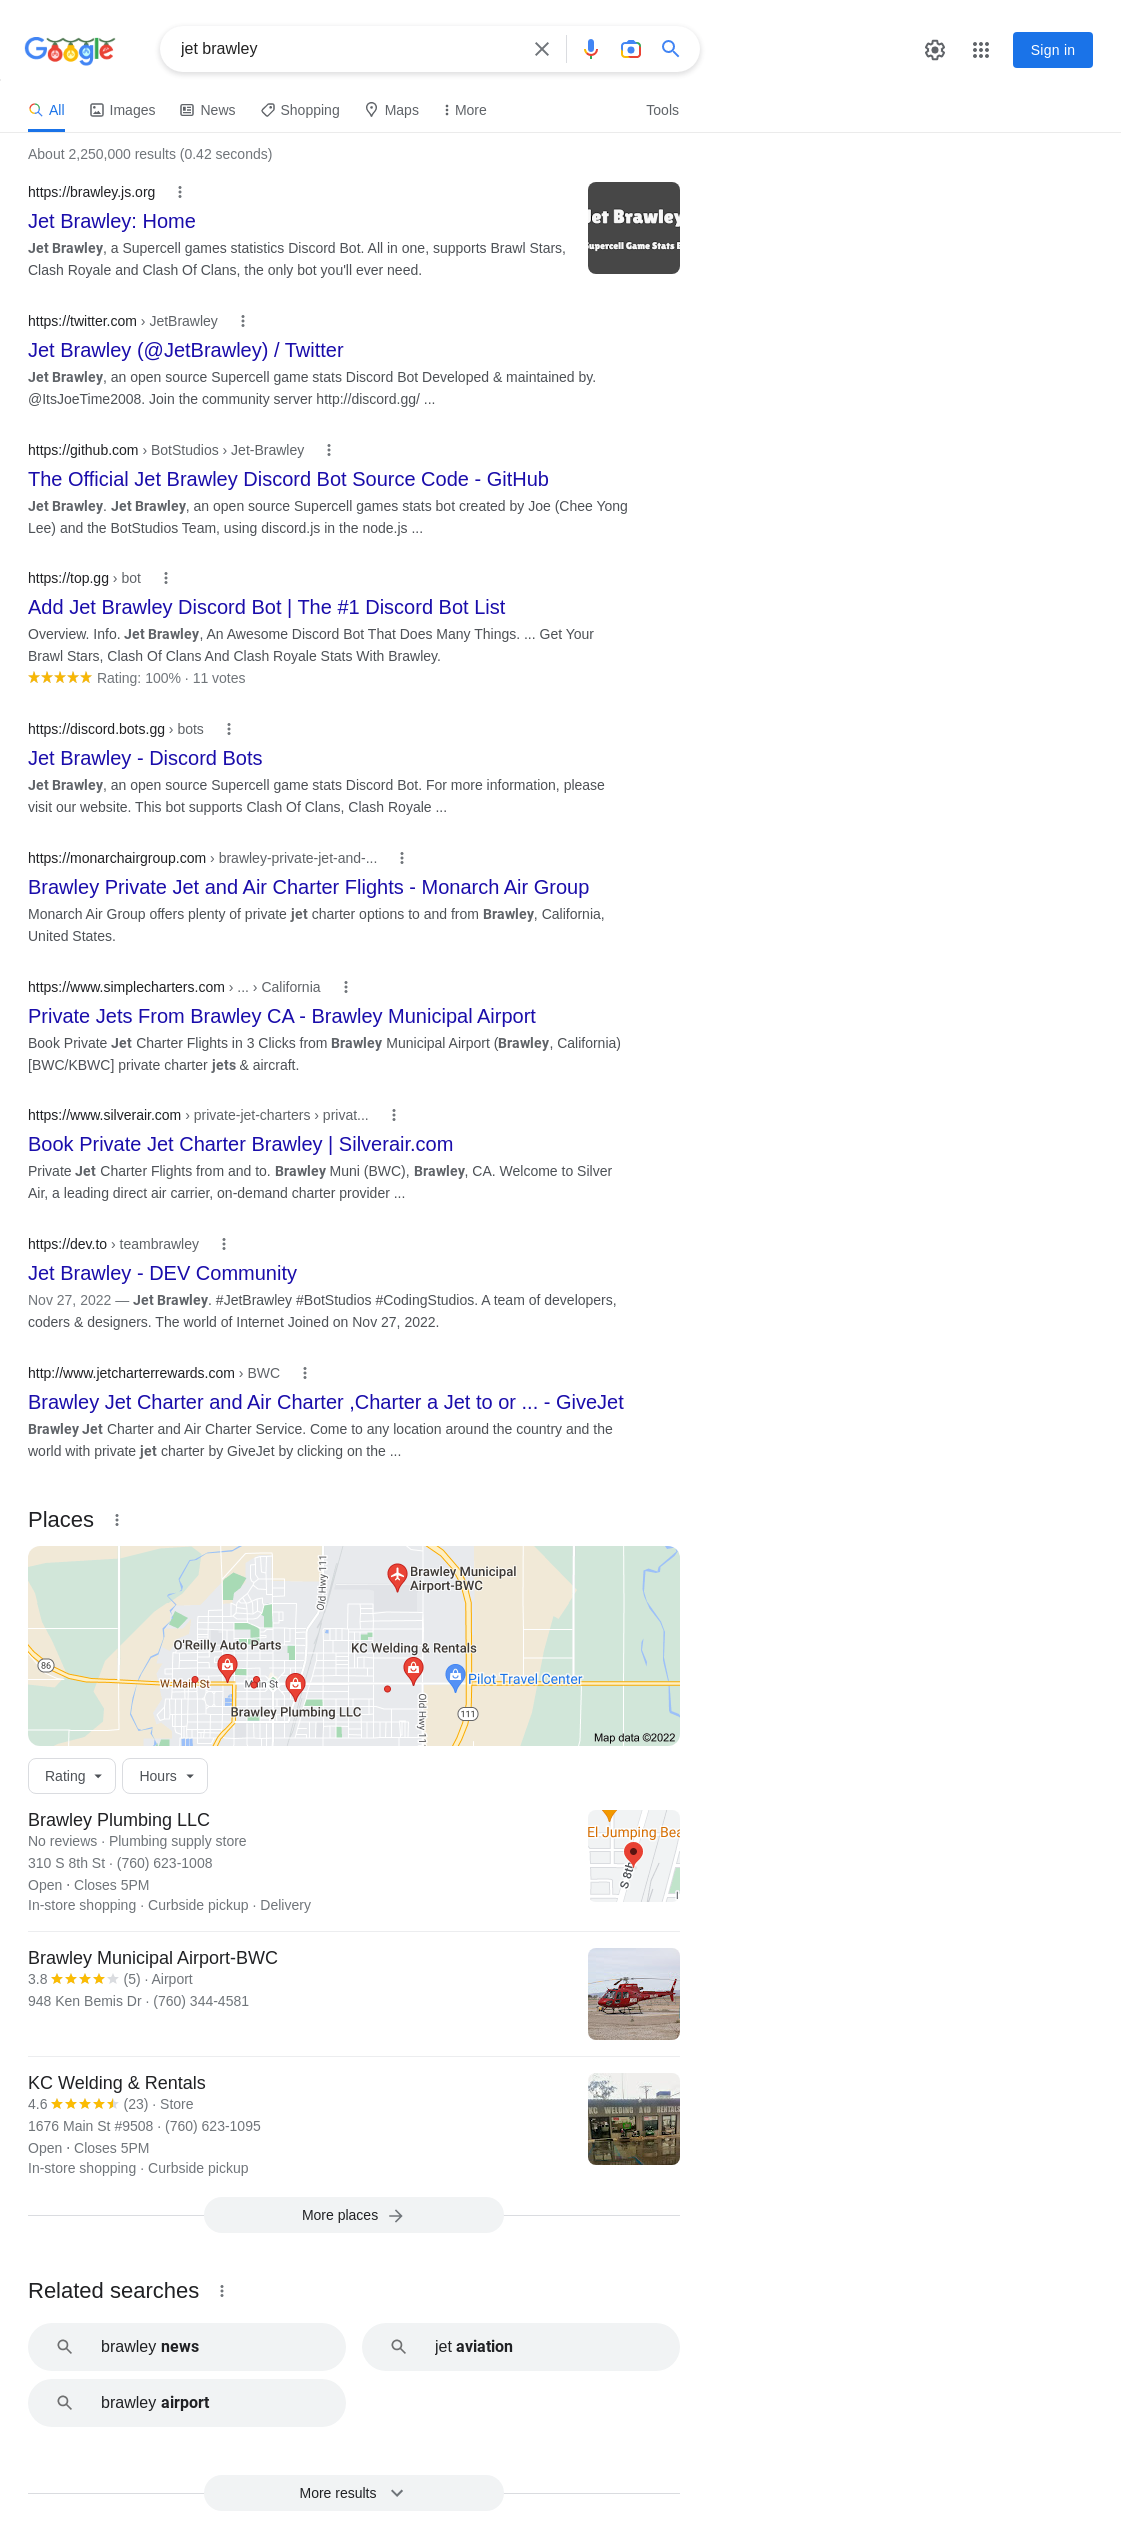 Google
jet brawley
Sign in
All
Images
News
Shopping
Maps
More
Tools
About 2,250,000 results (0.42 seconds)
https://brawley.js.org
Jet Brawley: Home
Jet Brawley, a Supercell games statistics Discord Bot. All in one, supports Brawl Stars,
Clash Royale and Clash Of Clans, the only bot you'll ever need.
Jet Brawley
Supercell Game Stats B
https://twitter.com › JetBrawley
Jet Brawley (@JetBrawley) / Twitter
Jet Brawley, an open source Supercell game stats Discord Bot Developed & maintained by.
@ItsJoeTime2008. Join the community server http://discord.gg/ ...
https://github.com › BotStudios › Jet-Brawley
The Official Jet Brawley Discord Bot Source Code - GitHub
Jet Brawley. Jet Brawley, an open source Supercell games stats bot created by Joe (Chee Yong
Lee) and the BotStudios Team, using discord.js in the node.js ...
https://top.gg › bot
Add Jet Brawley Discord Bot | The #1 Discord Bot List
Overview. Info. Jet Brawley, An Awesome Discord Bot That Does Many Things. ... Get Your
Brawl Stars, Clash Of Clans And Clash Royale Stats With Brawley.
Rating: 100% · 11 votes
https://discord.bots.gg › bots
Jet Brawley - Discord Bots
Jet Brawley, an open source Supercell game stats Discord Bot. For more information, please
visit our website. This bot supports Clash Of Clans, Clash Royale ...
https://monarchairgroup.com › brawley-private-jet-and-...
Brawley Private Jet and Air Charter Flights - Monarch Air Group
Monarch Air Group offers plenty of private jet charter options to and from Brawley, California,
United States.
https://www.simplecharters.com › ... › California
Private Jets From Brawley CA - Brawley Municipal Airport
Book Private Jet Charter Flights in 3 Clicks from Brawley Municipal Airport (Brawley, California)
[BWC/KBWC] private charter jets & aircraft.
https://www.silverair.com › private-jet-charters › privat...
Book Private Jet Charter Brawley | Silverair.com
Private Jet Charter Flights from and to. Brawley Muni (BWC), Brawley, CA. Welcome to Silver
Air, a leading direct air carrier, on-demand charter provider ...
https://dev.to › teambrawley
Jet Brawley - DEV Community
Nov 27, 2022 — Jet Brawley. #JetBrawley #BotStudios #CodingStudios. A team of developers,
coders & designers. The world of Internet Joined on Nov 27, 2022.
http://www.jetcharterrewards.com › BWC
Brawley Jet Charter and Air Charter ,Charter a Jet to or ... - GiveJet
Brawley Jet Charter and Air Charter Service. Come to any location around the country and the
world with private jet charter by GiveJet by clicking on the ...
Places
Old Hwy 111
Brawley Municipal
Airport-BWC
O'Reilly Auto Parts
KC Welding & Rentals
86
W Main St
Main St
Pilot Travel Center
Brawley Plumbing LLC
Old Hwy 11
111
Map data ©2022
Rating
Hours
Brawley Plumbing LLC
No reviews · Plumbing supply store
310 S 8th St · (760) 623-1008
Open · Closes 5PM
In-store shopping · Curbside pickup · Delivery
El Jumping Bea
S 8th
Brawley Municipal Airport-BWC
3.8 (5) · Airport
948 Ken Bemis Dr · (760) 344-4581
KC Welding & Rentals
4.6 (23) · Store
1676 Main St #9508 · (760) 623-1095
Open · Closes 5PM
In-store shopping · Curbside pickup
KC WELDING AND RENTALS
More places
Related searches
brawley news
jet aviation
brawley airport
More results